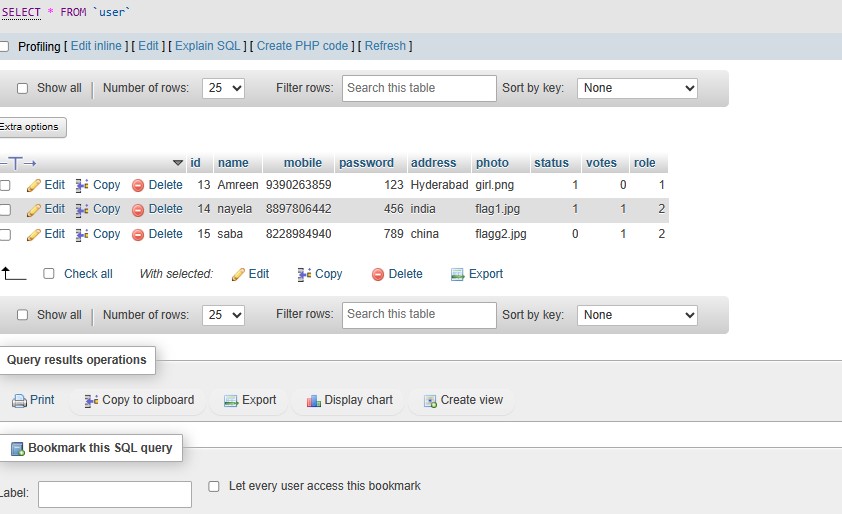 SELECT * FROM `user`
Profiling [ Edit inline ] [ Edit ] [ Explain SQL ] [ Create PHP code ] [ Refresh ]
Show all | Number of rows: 25 Filter rows: Search this table Sort by key: None
Extra options
id name mobile password address photo status votes role
Edit Copy Delete 13 Amreen 9390263859 123 Hyderabad girl.png 1 0 1
Edit Copy Delete 14 nayela 8897806442 456 india flag1.jpg 1 1 2
Edit Copy Delete 15 saba 8228984940 789 china flagg2.jpg 0 1 2
Check all With selected: Edit Copy Delete Export
Show all | Number of rows: 25 Filter rows: Search this table Sort by key: None
Query results operations
Print Copy to clipboard Export Display chart Create view
Bookmark this SQL query
Label: Let every user access this bookmark